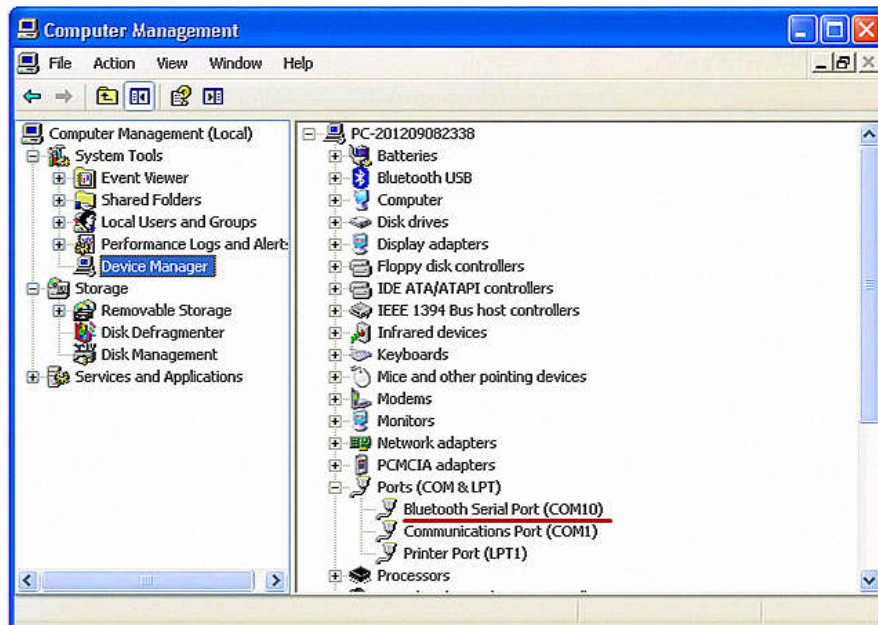 Computer Management
File Action View Window Help
Computer Management (Local)
System Tools
Event Viewer
Shared Folders
Local Users and Groups
Performance Logs and Alert
Device Manager
Storage
Removable Storage
Disk Defragmenter
Disk Management
Services and Applications
PC-201209082338
Batteries
Bluetooth USB
Computer
Disk drives
Display adapters
Floppy disk controllers
IDE ATA/ATAPI controllers
IEEE 1394 Bus host controllers
Infrared devices
Keyboards
Mice and other pointing devices
Modems
Monitors
Network adapters
PCMCIA adapters
Ports (COM & LPT)
Bluetooth Serial Port (COM10)
Communications Port (COM1)
Printer Port (LPT1)
Processors